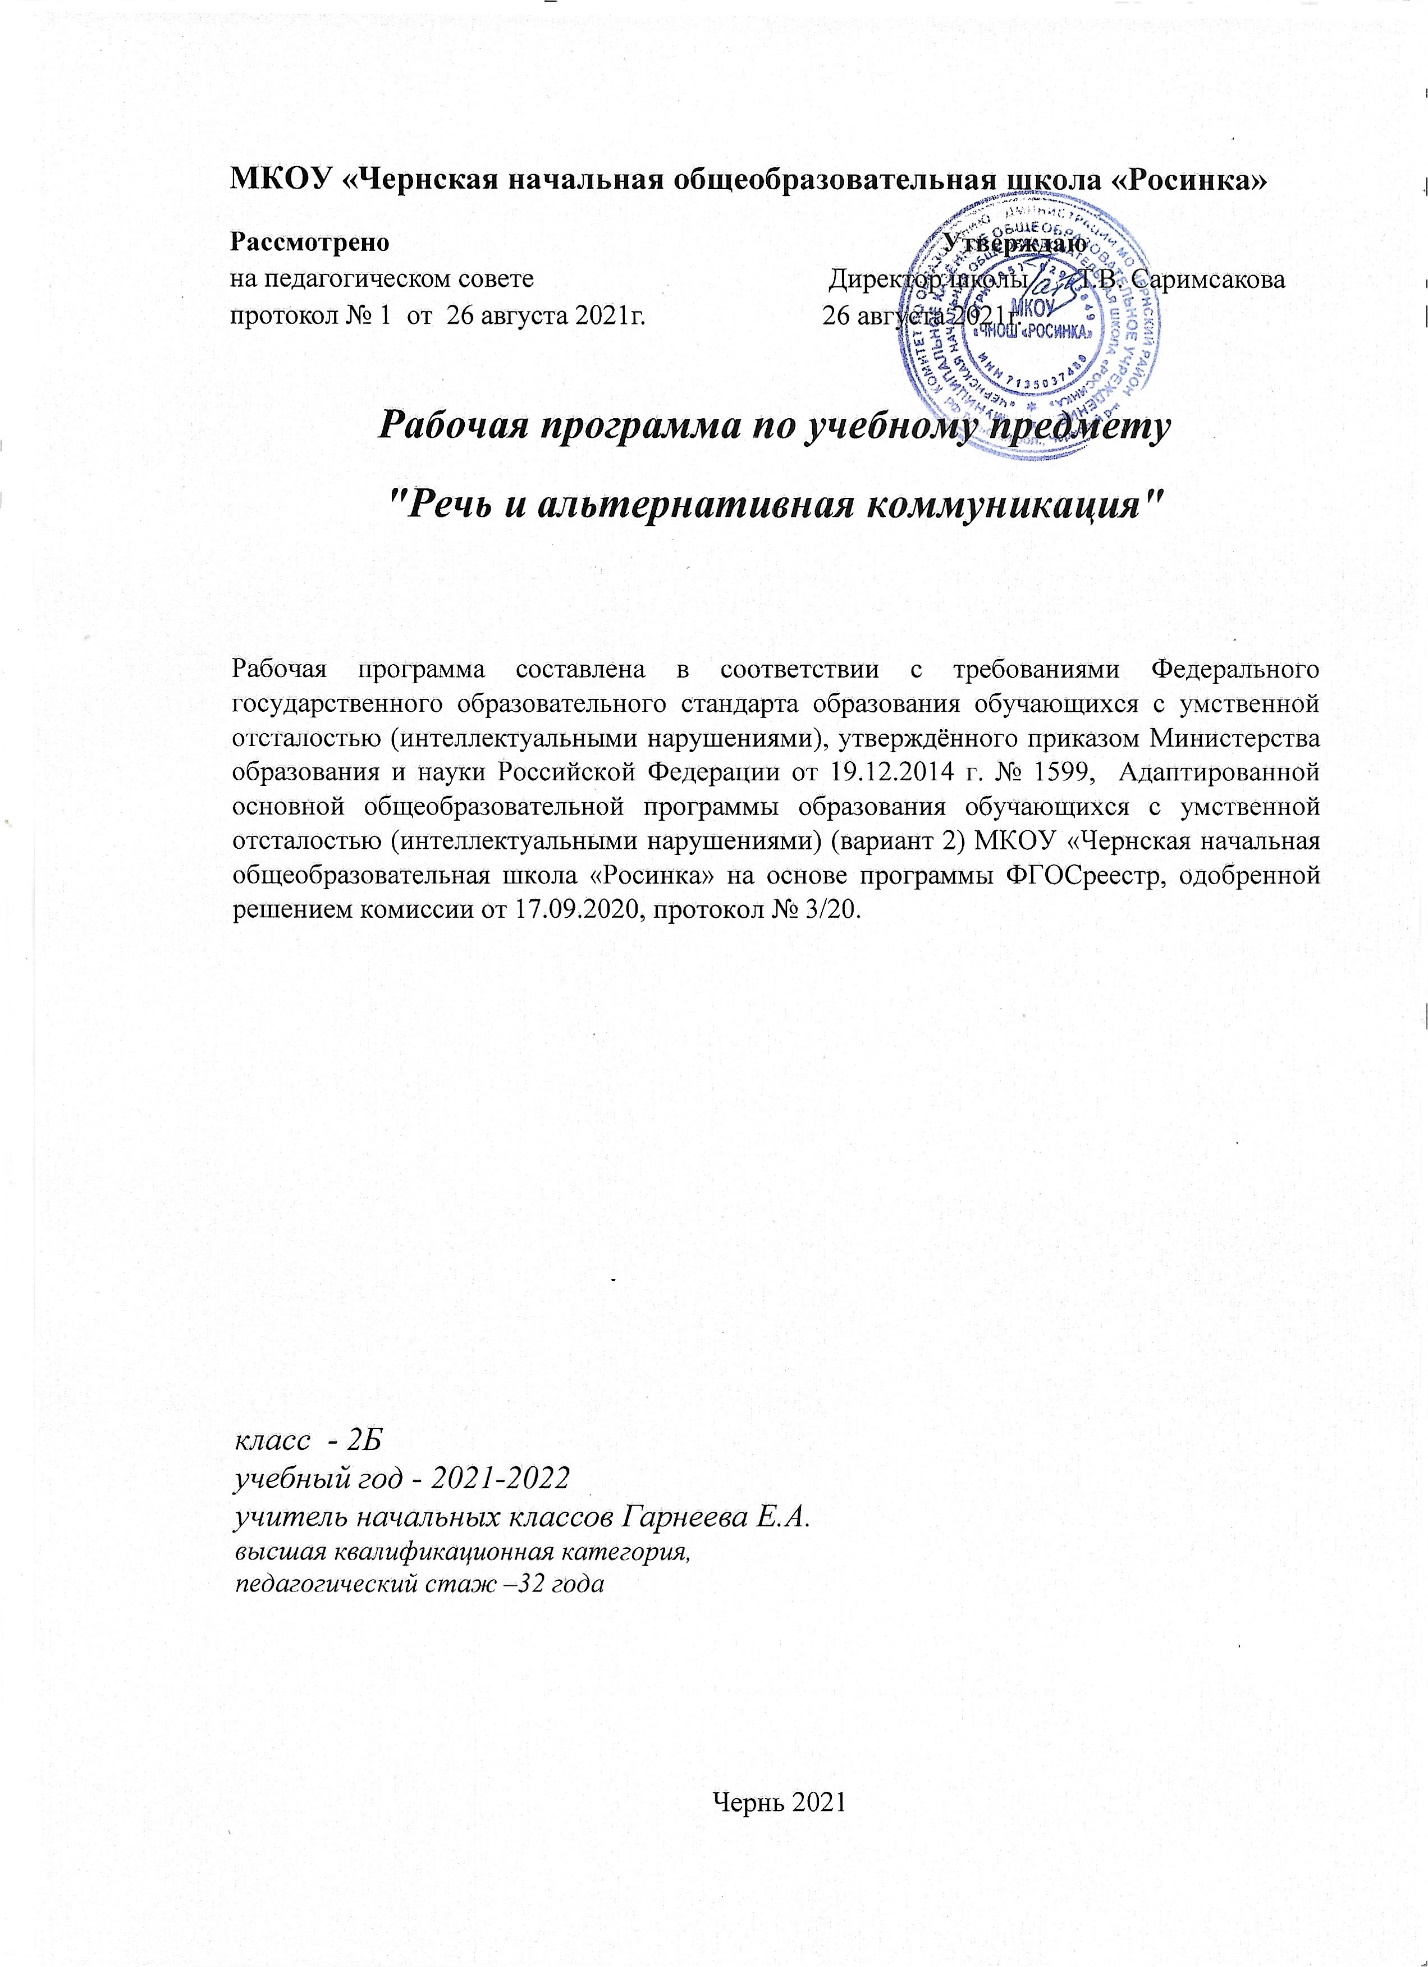 МКОУ «Чернская начальная общеобразовательная школа «Росинка»
Рассмотрено Утверждаю
на педагогическом совете Директор школы Т.В. Саримсакова
протокол № 1 от 26 августа 2021г. 26 августа 2021г.
МКОУ
«ЧНОШ «РОСИНКА»
ИНН 7135037488
Рабочая программа по учебному предмету
"Речь и альтернативная коммуникация"
Рабочая программа составлена в соответствии с требованиями Федерального
государственного образовательного стандарта образования обучающихся с умственной
отсталостью (интеллектуальными нарушениями), утверждённого приказом Министерства
образования и науки Российской Федерации от 19.12.2014 г. № 1599, Адаптированной
основной общеобразовательной программы образования обучающихся с умственной
отсталостью (интеллектуальными нарушениями) (вариант 2) МКОУ «Чернская начальная
общеобразовательная школа «Росинка» на основе программы ФГОСреестр, одобренной
решением комиссии от 17.09.2020, протокол № 3/20.
класс - 2Б
учебный год - 2021-2022
учитель начальных классов Гарнеева Е.А.
высшая квалификационная категория,
педагогический стаж –32 года
Чернь 2021